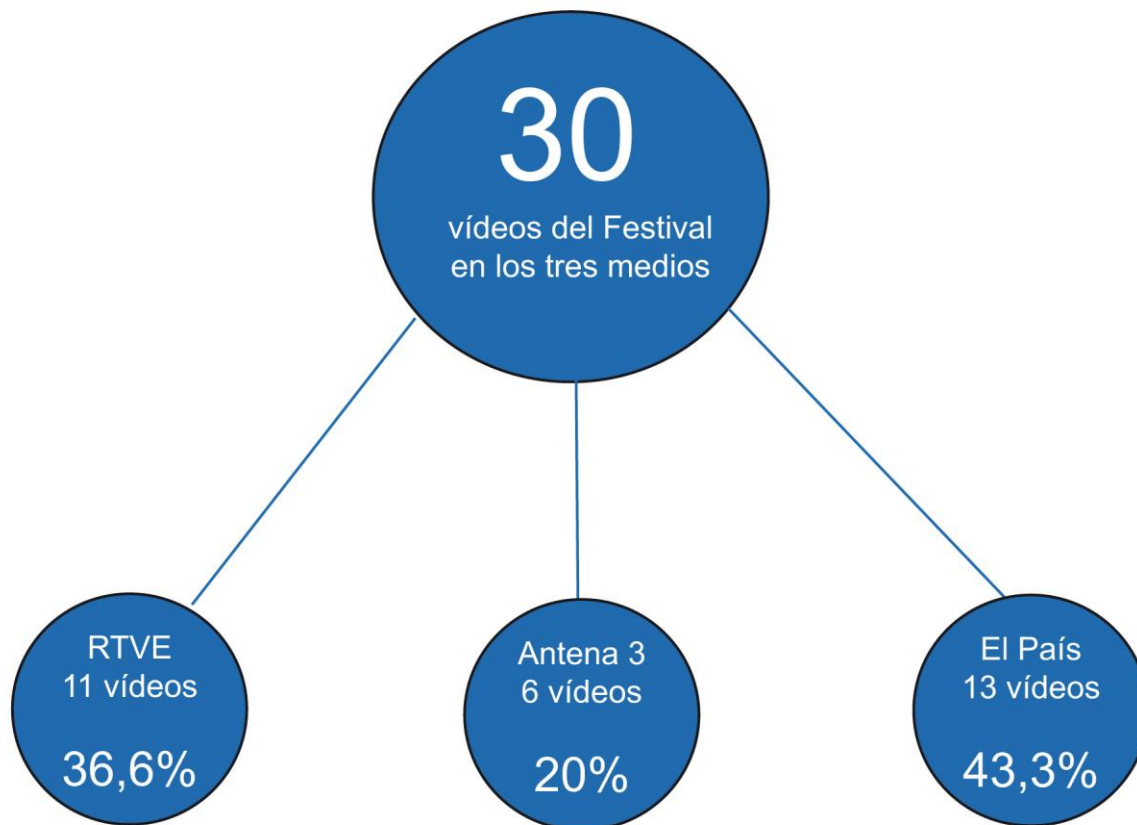 30
vídeos del Festival
en los tres medios
RTVE
11 vídeos
36,6%
Antena 3
6 vídeos
20%
El País
13 vídeos
43,3%